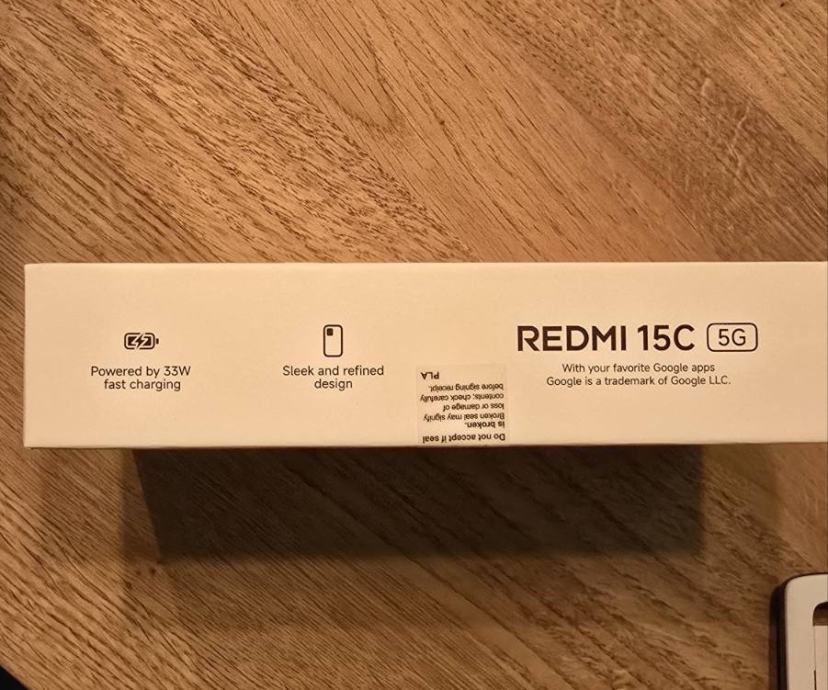 Powered by 33W
fast charging
Sleek and refined
design
REDMI 15C 5G
With your favorite Google apps
Google is a trademark of Google LLC.
Do not accept if seal
is broken.
Broken seal may signify
loss or damage of
contents; check carefully
before signing receipt.
PLA